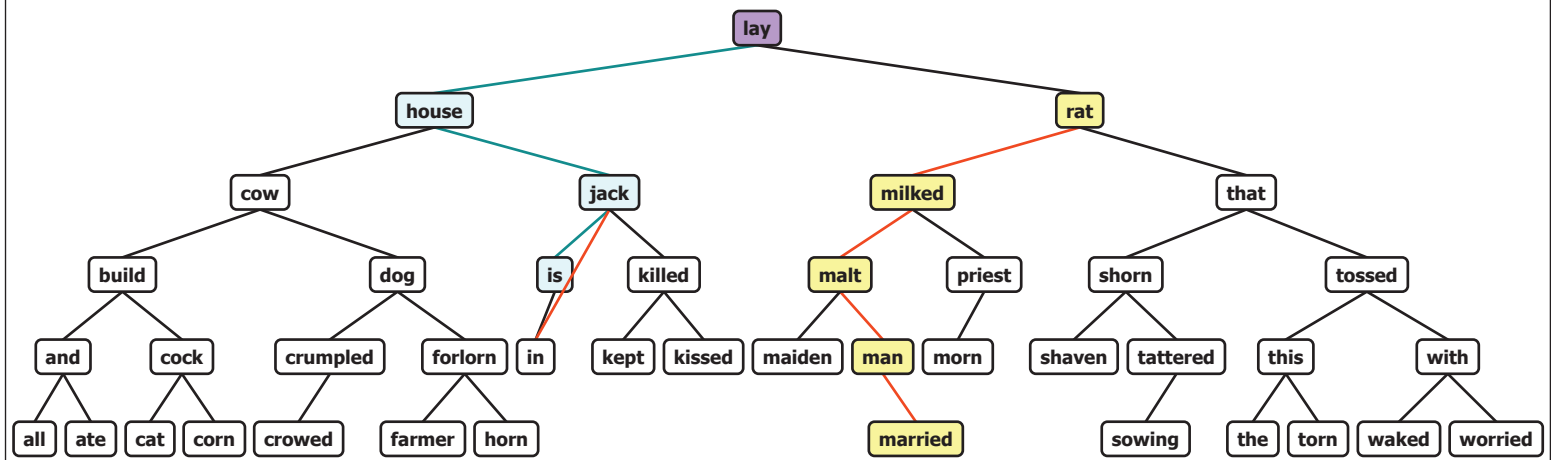 lay
house rat
cow jack milked that
build dog is killed malt priest shorn tossed
and cock crumpled forlorn in kept kissed maiden man morn shaven tattered this with
all ate cat corn crowed farmer horn married sowing the torn waked worried